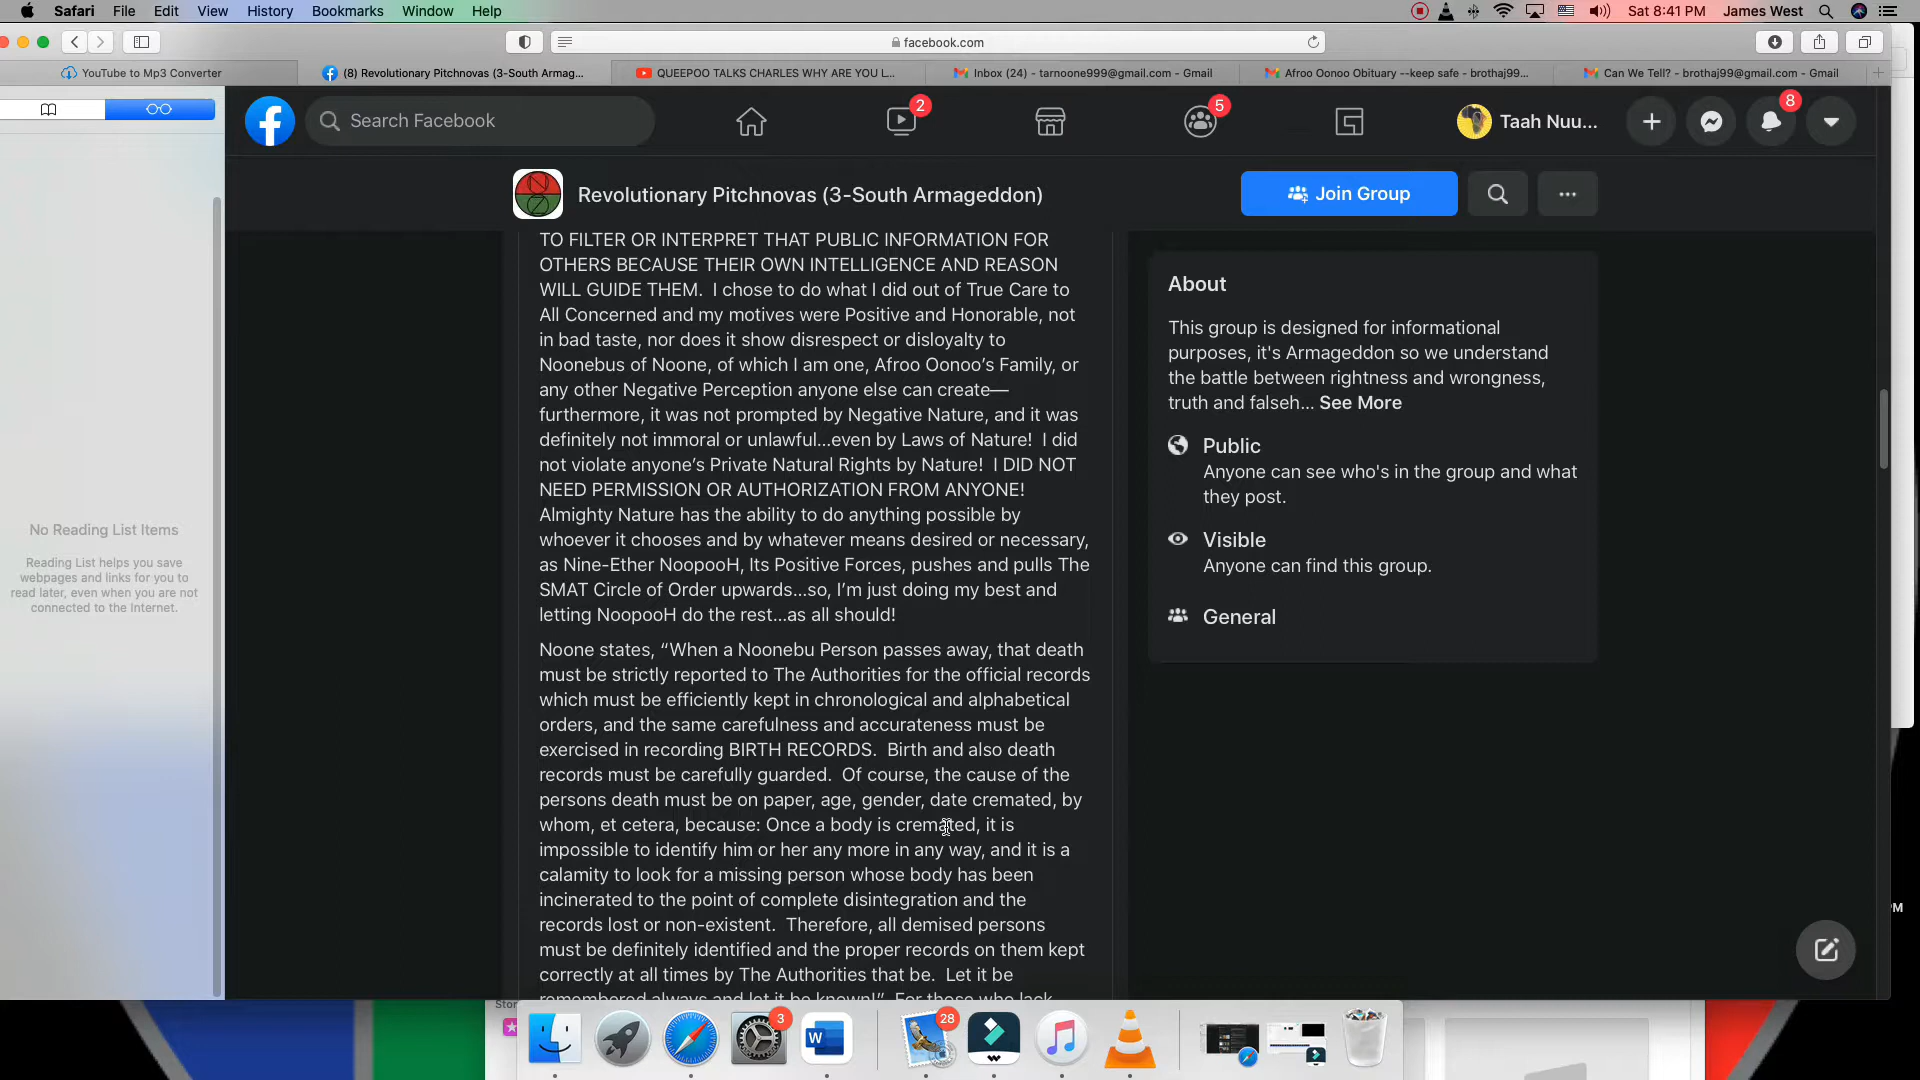 Safari File Edit View History Bookmarks Window Help
Sat 8:41 PM James West
facebook.com
YouTube to Mp3 Converter
(8) Revolutionary Pitchnovas (3-South Armag...
QUEEPOO TALKS CHARLES WHY ARE YOU L...
Inbox (24) - tarnoone999@gmail.com - Gmail
Afroo Oonoo Obituary --keep safe - brothaj99...
Can We Tell? - brothaj99@gmail.com - Gmail
Search Facebook
2
5
Taah Nuu...
8
Revolutionary Pitchnovas (3-South Armageddon)
Join Group
TO FILTER OR INTERPRET THAT PUBLIC INFORMATION FOR
OTHERS BECAUSE THEIR OWN INTELLIGENCE AND REASON
WILL GUIDE THEM. I chose to do what I did out of True Care to
All Concerned and my motives were Positive and Honorable, not
in bad taste, nor does it show disrespect or disloyalty to
Noonebus of Noone, of which I am one, Afroo Oonoo's Family, or
any other Negative Perception anyone else can create—
furthermore, it was not prompted by Negative Nature, and it was
definitely not immoral or unlawful...even by Laws of Nature! I did
not violate anyone's Private Natural Rights by Nature! I DID NOT
NEED PERMISSION OR AUTHORIZATION FROM ANYONE!
Almighty Nature has the ability to do anything possible by
whoever it chooses and by whatever means desired or necessary,
as Nine-Ether NoopooH, Its Positive Forces, pushes and pulls The
SMAT Circle of Order upwards...so, I'm just doing my best and
letting NoopooH do the rest...as all should!
Noone states, “When a Noonebu Person passes away, that death
must be strictly reported to The Authorities for the official records
which must be efficiently kept in chronological and alphabetical
orders, and the same carefulness and accurateness must be
exercised in recording BIRTH RECORDS. Birth and also death
records must be carefully guarded. Of course, the cause of the
persons death must be on paper, age, gender, date cremated, by
whom, et cetera, because: Once a body is cremated, it is
impossible to identify him or her any more in any way, and it is a
calamity to look for a missing person whose body has been
incinerated to the point of complete disintegration and the
records lost or non-existent. Therefore, all demised persons
must be definitely identified and the proper records on them kept
correctly at all times by The Authorities that be. Let it be
remembered always and let it be known!” For those who lack
About
This group is designed for informational
purposes, it's Armageddon so we understand
the battle between rightness and wrongness,
truth and falseh... See More
Public
Anyone can see who's in the group and what
they post.
Visible
Anyone can find this group.
General
No Reading List Items
Reading List helps you save
webpages and links for you to
read later, even when you are not
connected to the Internet.
3
28